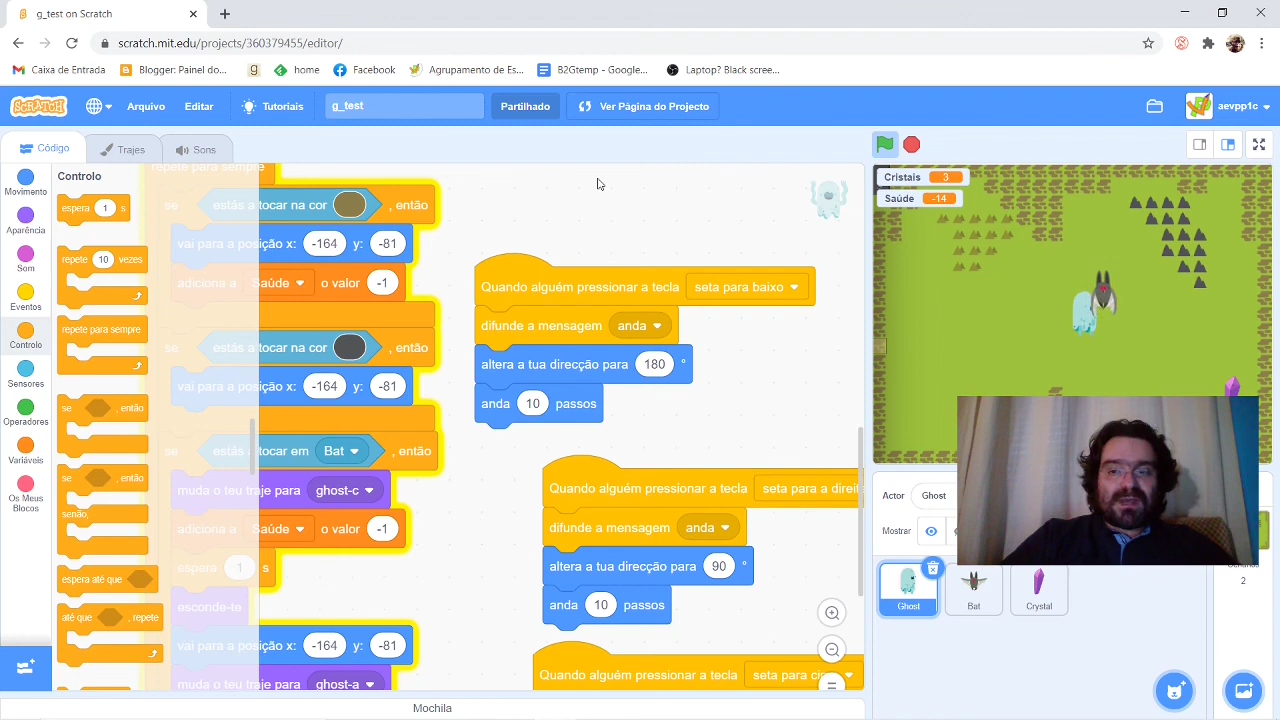 g_test on Scratch
scratch.mit.edu/projects/360379455/editor/
Caixa de Entrada
Blogger: Painel do...
home
Facebook
Agrupamento de Es...
B2Gtemp - Google...
Laptop? Black scree...
SCRATCH
Arquivo
Editar
Tutoriais
g_test
Partilhado
Ver Página do Projecto
aevpp1c
Código
Trajes
Sons
Movimento
Aparência
Som
Eventos
Controlo
Sensores
Operadores
Variáveis
Os Meus
Blocos
Controlo
espera 1 s
repete 10 vezes
repete para sempre
se , então
se , então
senão,
espera até que
até que , repete
repete para sempre
se estás a tocar na cor , então
vai para a posição x: -164 y: -81
adiciona a Saúde o valor -1
se estás a tocar na cor , então
vai para a posição x: -164 y: -81
se estás a tocar em Bat , então
muda o teu traje para ghost-c
adiciona a Saúde o valor -1
espera 1 s
esconde-te
vai para a posição x: -164 y: -81
muda o teu traje para ghost-a
Quando alguém pressionar a tecla seta para baixo
difunde a mensagem anda
altera a tua direcção para 180 °
anda 10 passos
Quando alguém pressionar a tecla seta para a direit
difunde a mensagem anda
altera a tua direcção para 90 °
anda 10 passos
Quando alguém pressionar a tecla seta para ci
Mochila
Cristais 3
Saúde -14
Actor Ghost
Mostrar
Ghost
Bat
Crystal
2